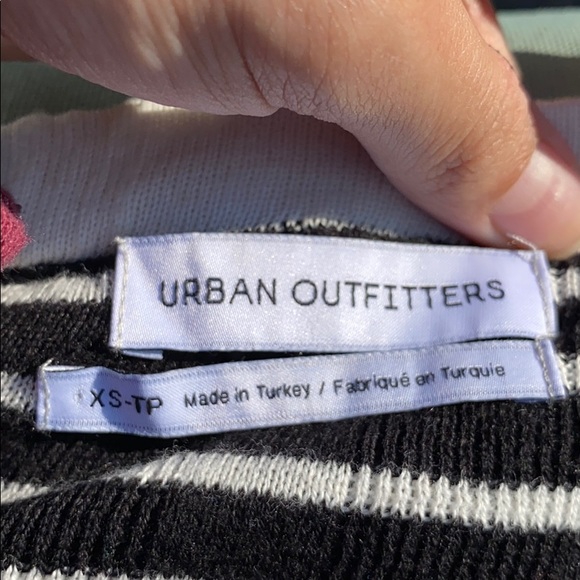 URBAN OUTFITTERS
XS-TP Made in Turkey / Fabriqué en Turquie